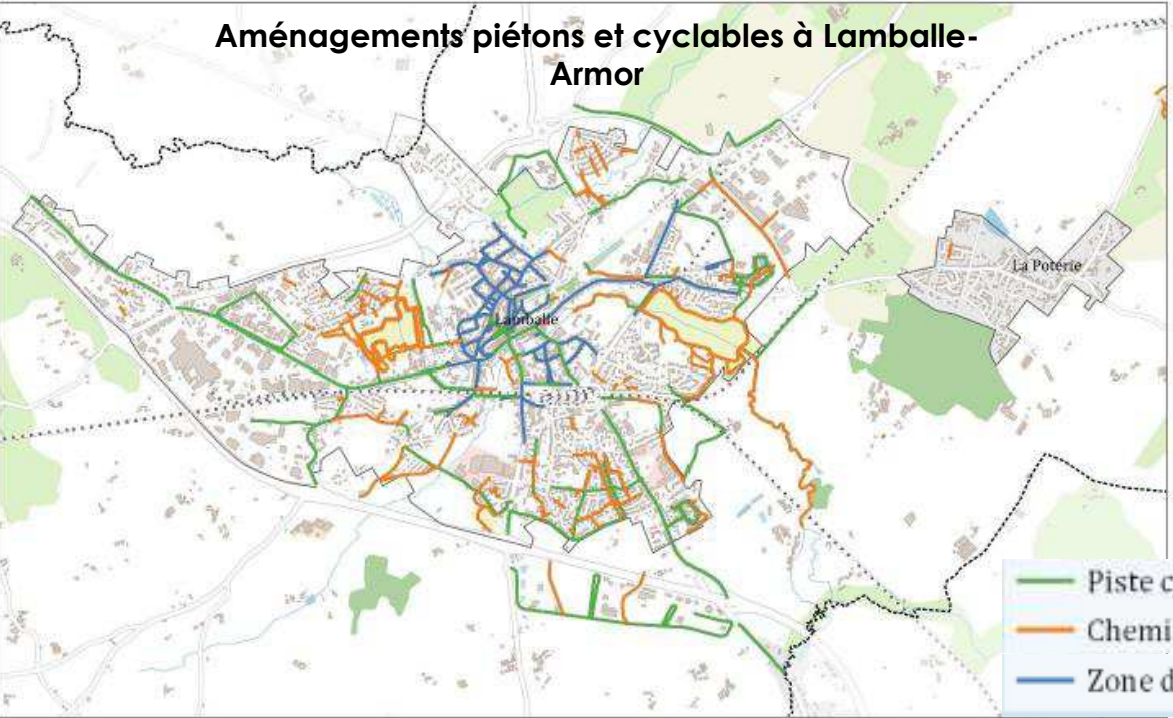 Aménagements piétons et cyclables à Lamballe-
Armor
La Poterie
Lamballe
Piste c
Chemi
Zone d